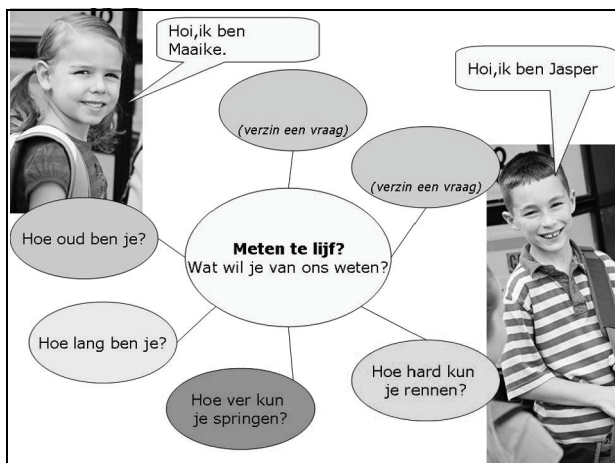 Hoi,ik ben
Maaike.
Hoi,ik ben Jasper
(verzin een vraag)
(verzin een vraag)
Hoe oud ben je?
Meten te lijf?
Wat wil je van ons weten?
Hoe lang ben je?
Hoe hard kun
je rennen?
Hoe ver kun
je springen?